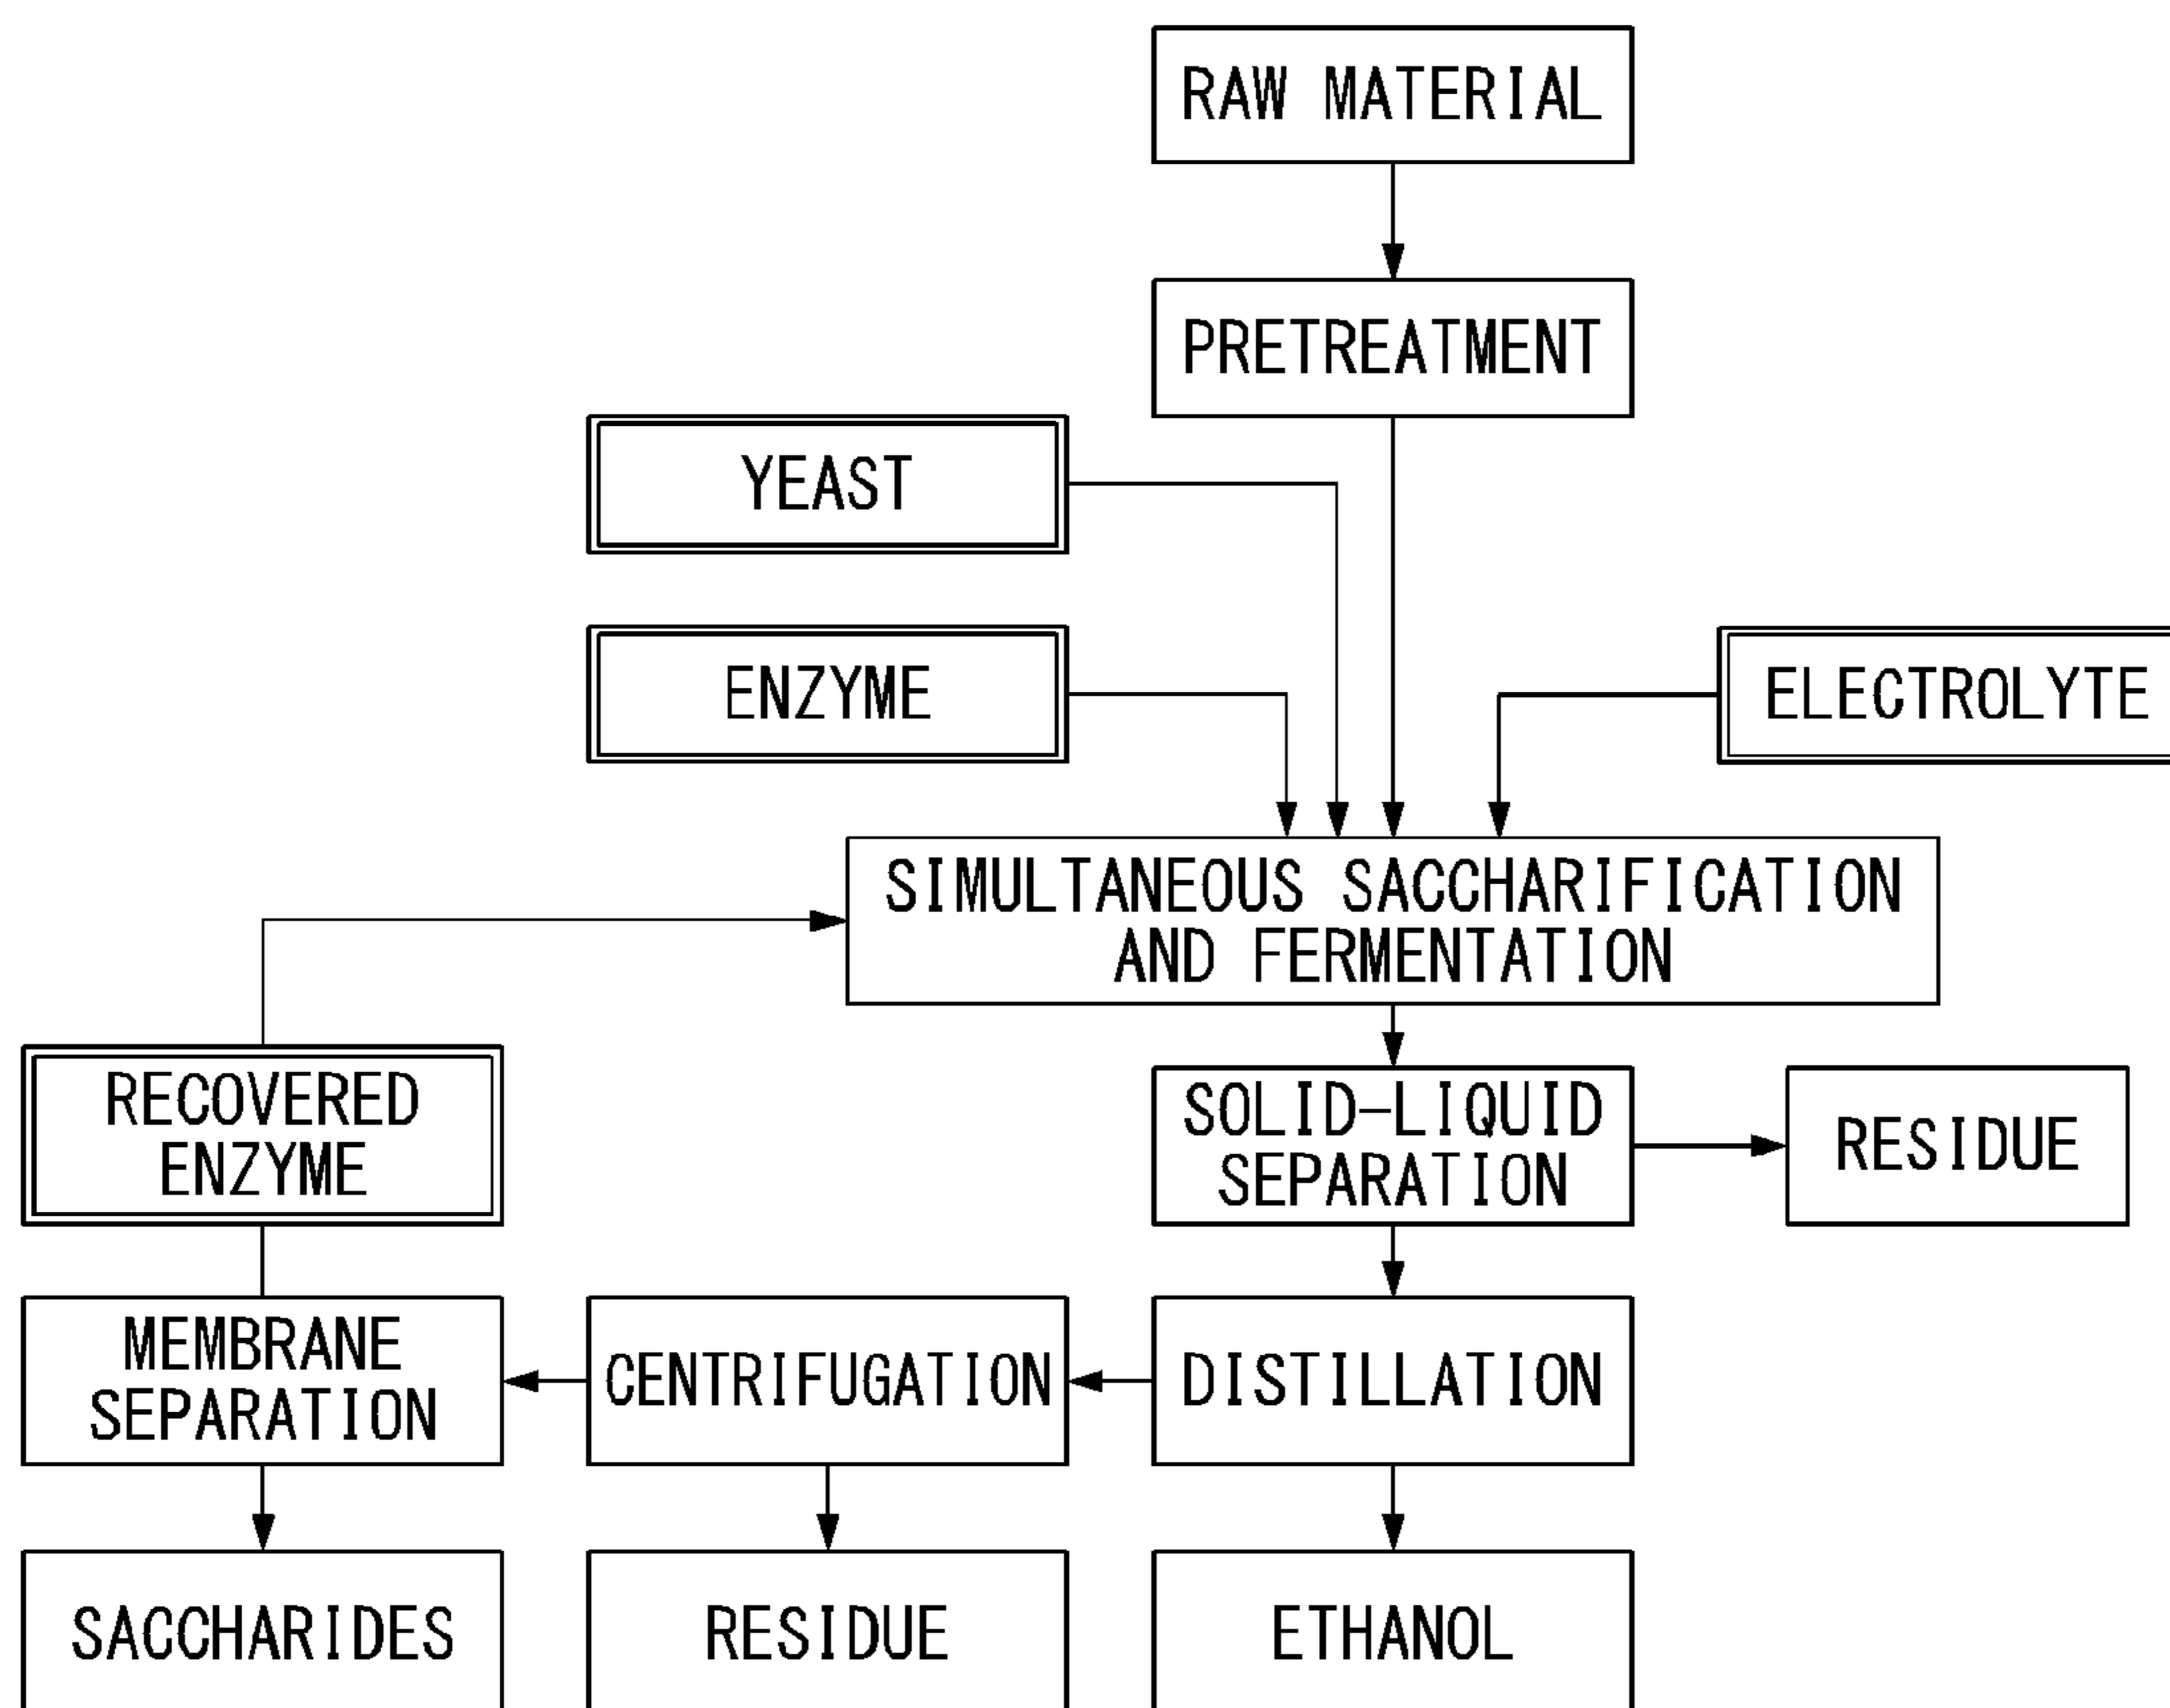 RAW MATERIAL
PRETREATMENT
YEAST
ENZYME
ELECTROLYTE
SIMULTANEOUS SACCHARIFICATION
AND FERMENTATION
RECOVERED
ENZYME
SOLID-LIQUID
SEPARATION
RESIDUE
MEMBRANE
SEPARATION
CENTRIFUGATION
DISTILLATION
SACCHARIDES
RESIDUE
ETHANOL